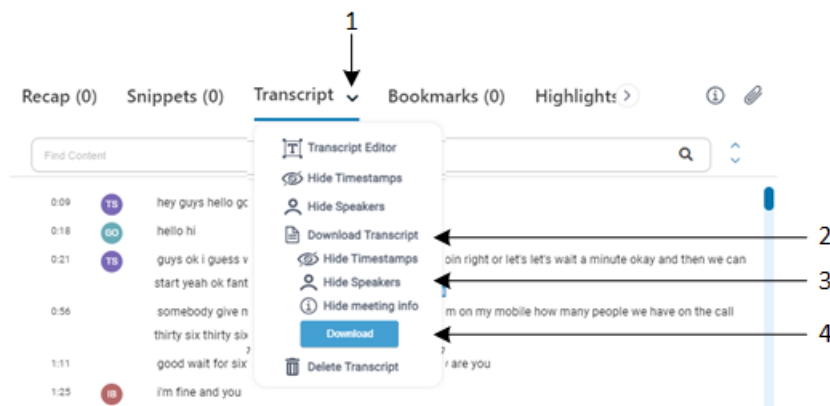 1
Recap (0) Snippets (0) Transcript Bookmarks (0) Highlights
Find Content
Transcript Editor
Hide Timestamps
Hide Speakers
Download Transcript 2
Hide Timestamps
Hide Speakers 3
Hide meeting info
Download 4
Delete Transcript
0:09 TS hey guys hello
0:18 GO hello hi
0:21 TS guys ok i guess oin right or let's let's wait a minute okay and then we can
start yeah ok fant
0:56 somebody give m on my mobile how many people we have on the call
thirty six thirty six
1:11 good wait for six are you
1:25 IB i'm fine and you